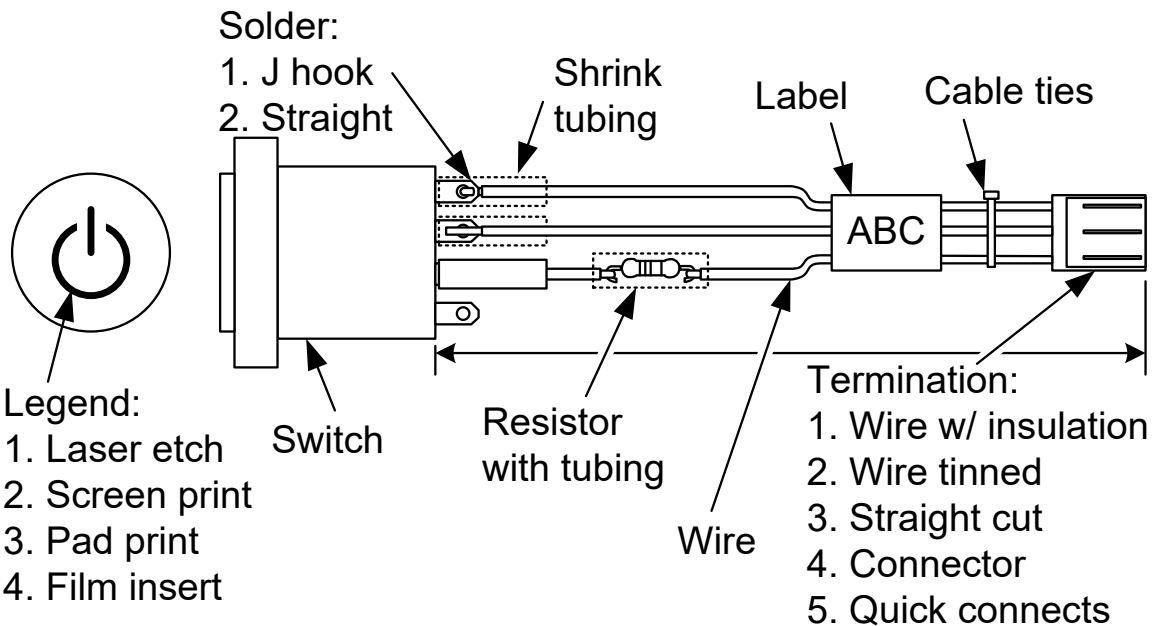 Solder:
1. J hook
2. Straight
Shrink
tubing
Label
Cable ties
ABC
Legend:
1. Laser etch
2. Screen print
3. Pad print
4. Film insert
Switch
Resistor
with tubing
Wire
Termination:
1. Wire w/ insulation
2. Wire tinned
3. Straight cut
4. Connector
5. Quick connects